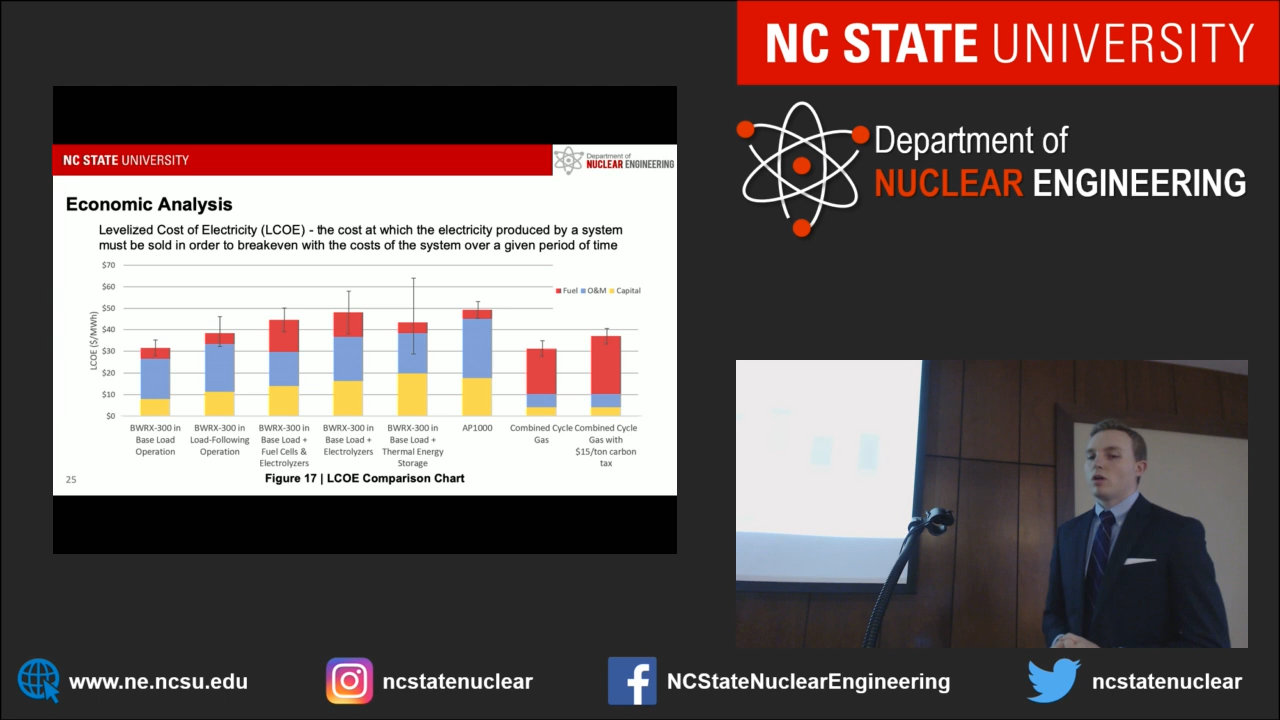 NC STATE UNIVERSITY
Department of
NUCLEAR ENGINEERING
NC STATE UNIVERSITY
Department of
NUCLEAR ENGINEERING
Economic Analysis
Levelized Cost of Electricity (LCOE) - the cost at which the electricity produced by a system
must be sold in order to breakeven with the costs of the system over a given period of time
$70
$60
$50
$40
$30
$20
$10
$0
LCOE ($/MWh)
Fuel O&M Capital
BWRX-300 in
Base Load
Operation
BWRX-300 in
Load-Following
Operation
BWRX-300 in
Base Load +
Fuel Cells &
Electrolyzers
BWRX-300 in
Base Load +
Electrolyzers
BWRX-300 in
Base Load +
Thermal Energy
Storage
AP1000
Combined Cycle
Gas
Combined Cycle
Gas with
$15/ton carbon
tax
25
Figure 17 | LCOE Comparison Chart
www.ne.ncsu.edu
ncstatenuclear
NCStateNuclearEngineering
ncstatenuclear